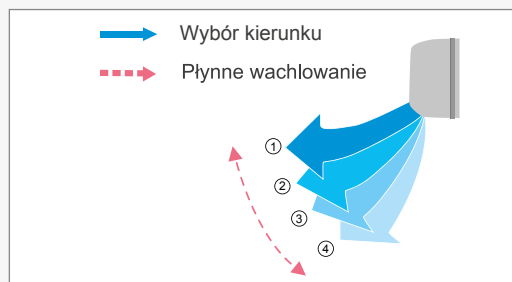 Wybór kierunku
Płynne wachlowanie
①
②
③
④